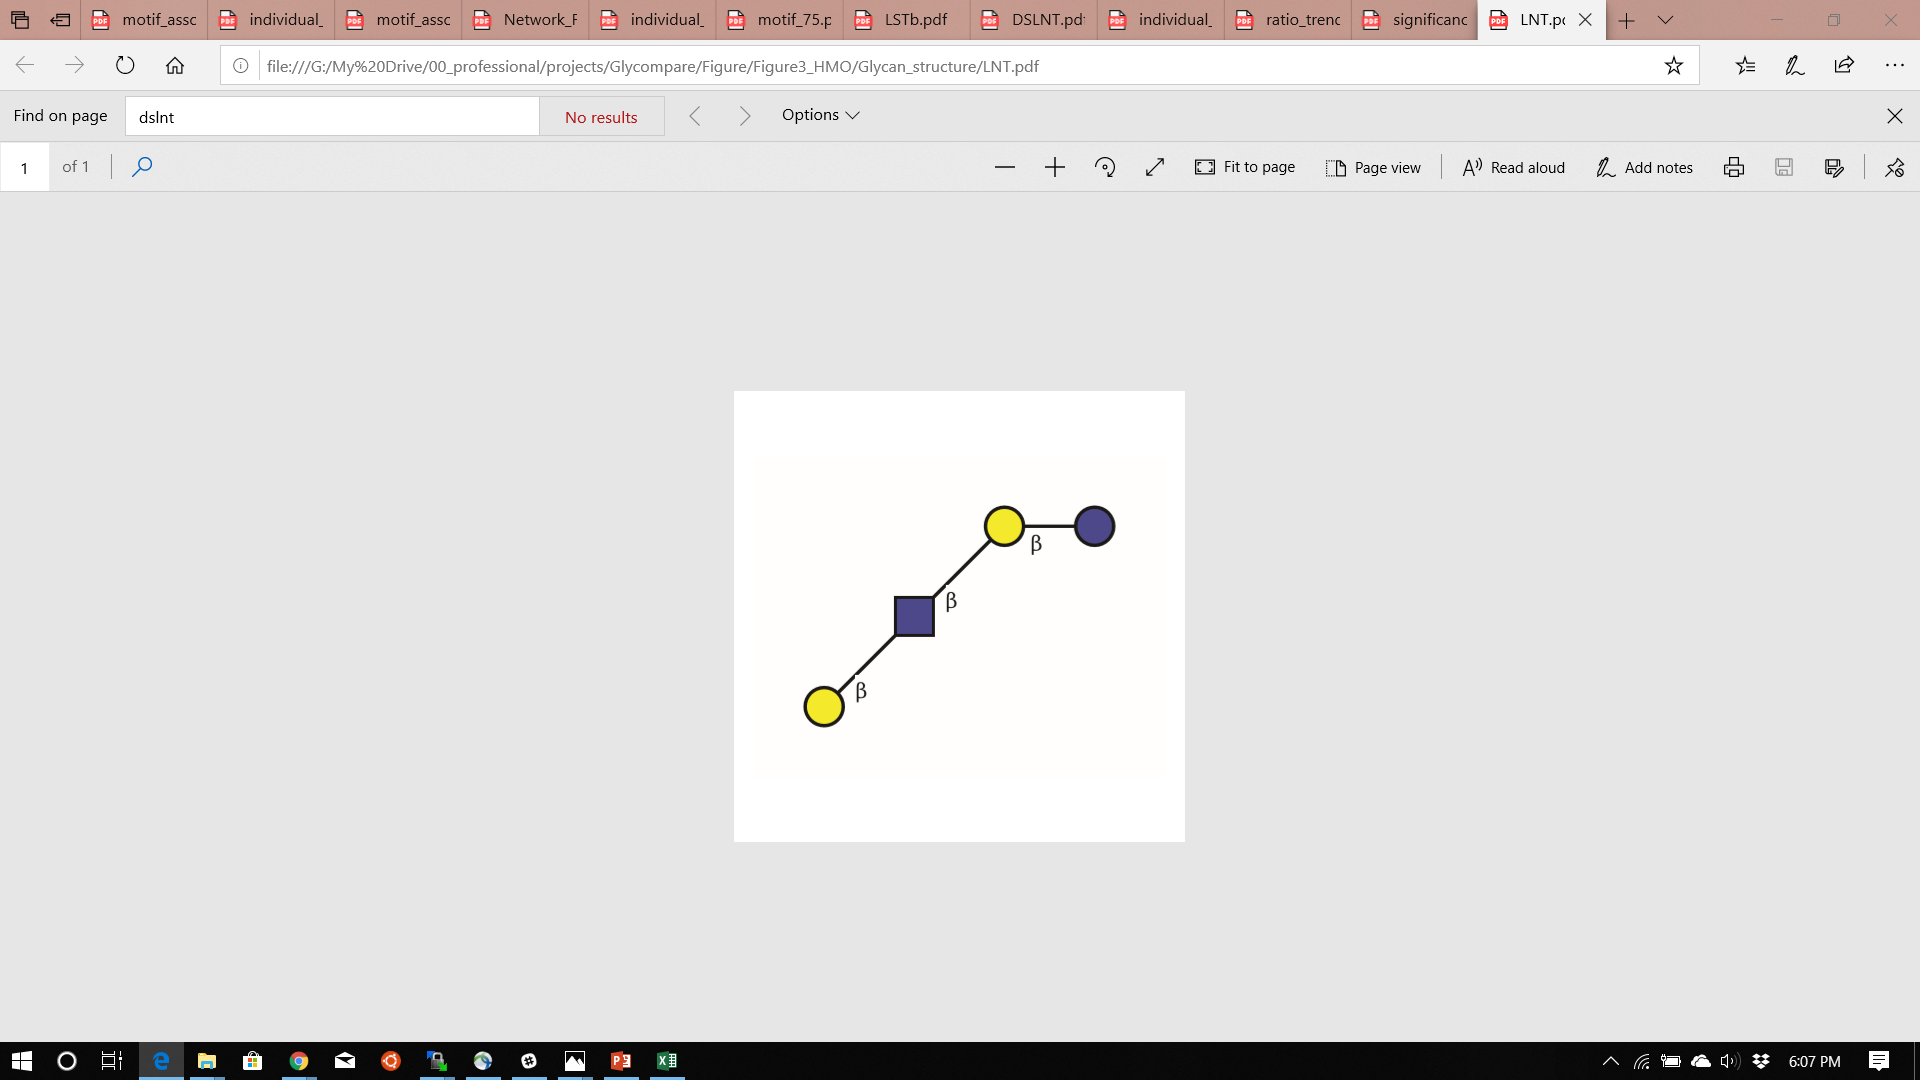 motif_assc individual_ motif_assc Network_F individual_ motif_75.p LSTb.pdf DSLNT.pdf individual_ ratio_trenc significanc LNT.pd
file:///G:/My%20Drive/00_professional/projects/Glycompare/Figure/Figure3_HMO/Glycan_structure/LNT.pdf
Find on page dslnt No results Options
1 of 1 Fit to page Page view Read aloud Add notes
β
β
β
6:07 PM